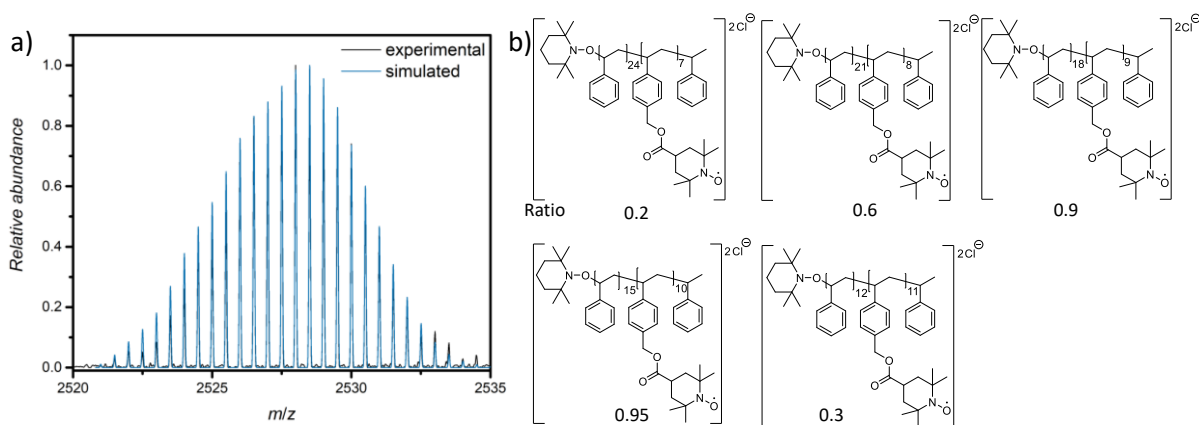 a)
experimental
simulated
Relative abundance
1.0
0.8
0.6
0.4
0.2
0.0
2520
2525
2530
2535
m/z
b)
N
O
24
7
O
O
N
O
2Cl⊖
Ratio
0.2
N
O
21
8
O
O
N
O
2Cl⊖
0.6
N
O
18
9
O
O
N
O
2Cl⊖
0.9
N
O
15
10
O
O
N
O
2Cl⊖
0.95
N
O
12
11
O
O
N
O
2Cl⊖
0.3